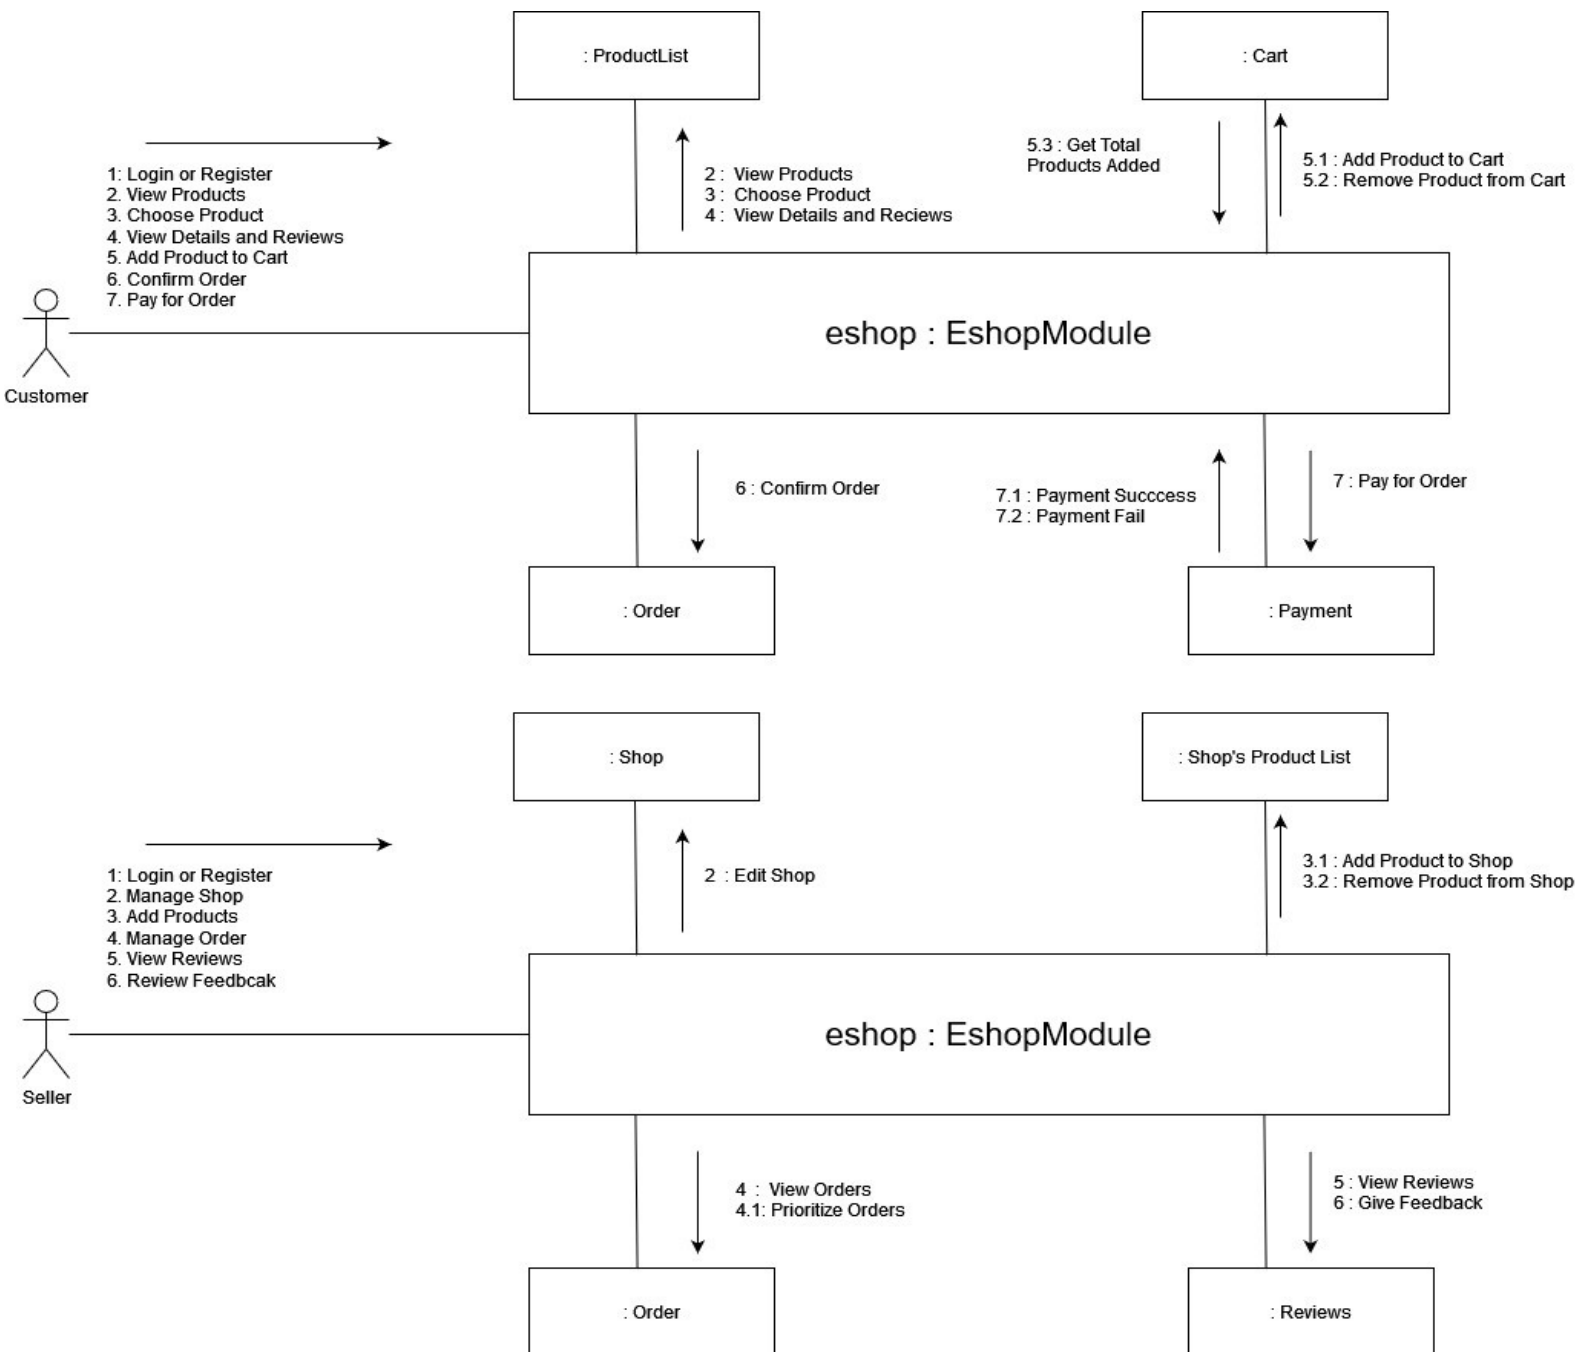 : ProductList
: Cart
1: Login or Register
2. View Products
3. Choose Product
4. View Details and Reviews
5. Add Product to Cart
6. Confirm Order
7. Pay for Order
2 : View Products
3 : Choose Product
4 : View Details and Reciews
5.3 : Get Total
Products Added
5.1 : Add Product to Cart
5.2 : Remove Product from Cart
eshop : EshopModule
Customer
6 : Confirm Order
7.1 : Payment Succcess
7.2 : Payment Fail
7 : Pay for Order
: Order
: Payment
: Shop
: Shop's Product List
1: Login or Register
2. Manage Shop
3. Add Products
4. Manage Order
5. View Reviews
6. Review Feedbcak
2 : Edit Shop
3.1 : Add Product to Shop
3.2 : Remove Product from Shop
eshop : EshopModule
Seller
4 : View Orders
4.1: Prioritize Orders
5 : View Reviews
6 : Give Feedback
: Order
: Reviews